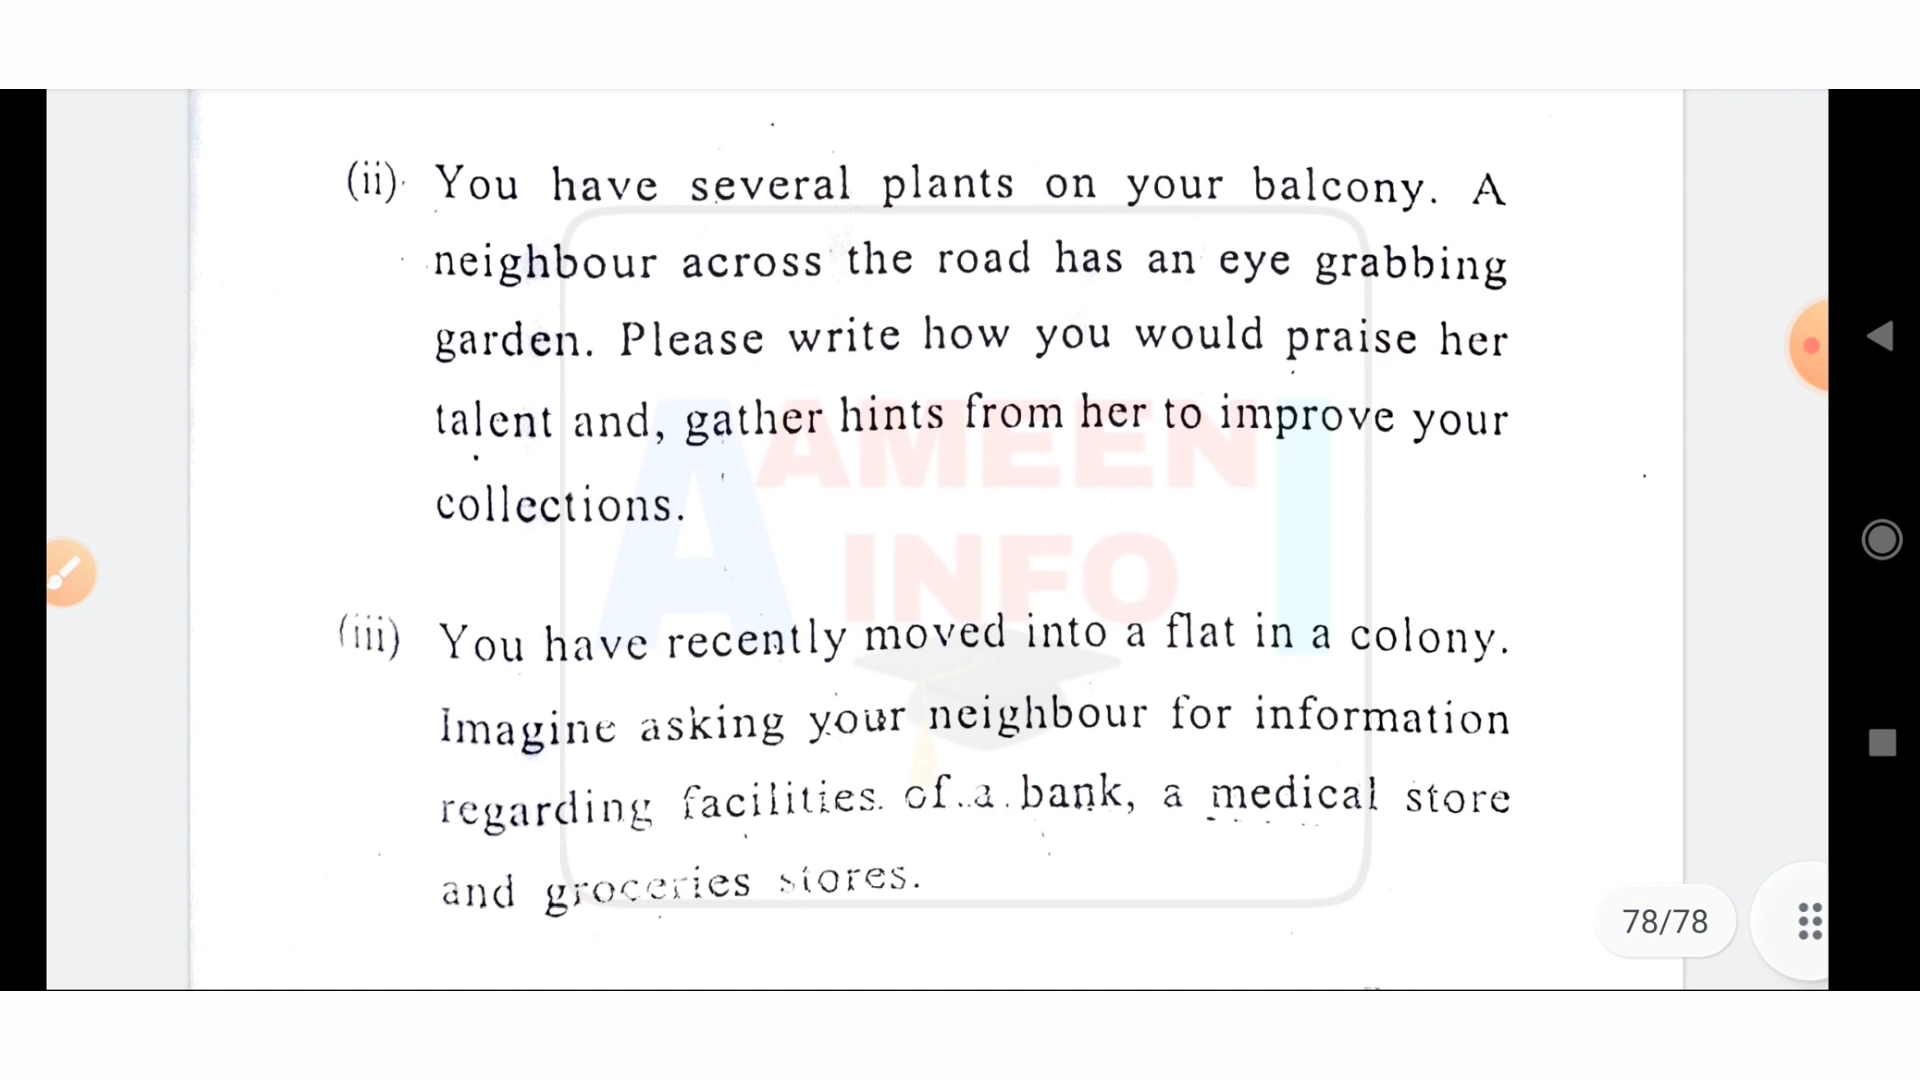 (ii) You have several plants on your balcony. A
neighbour across the road has an eye grabbing
garden. Please write how you would praise her
talent and, gather hints from her to improve your
collections.
AMEEN
INFO
A I
(iii) You have recently moved into a flat in a colony.
Imagine asking your neighbour for information
regarding facilities of a bank, a medical store
and groceries stores.
78/78